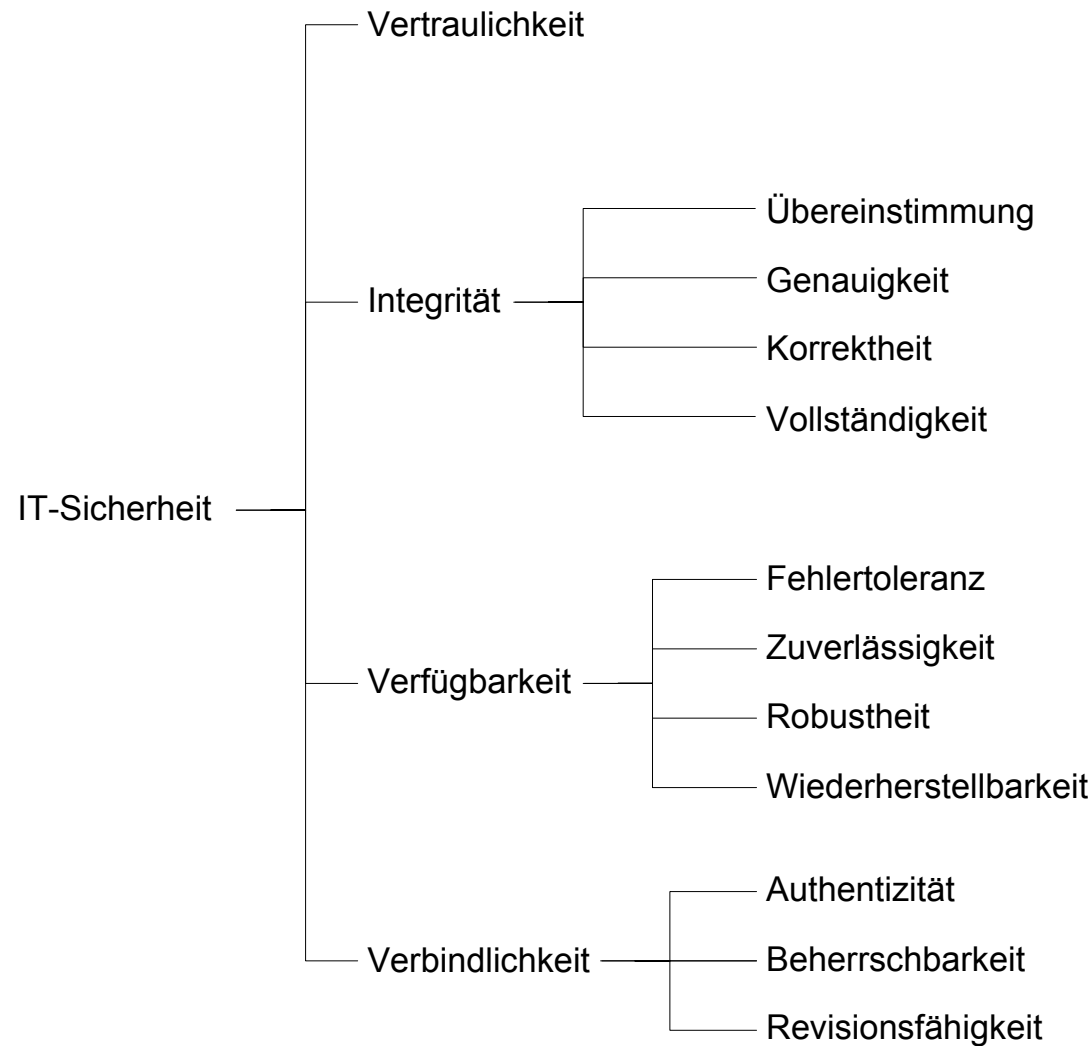 Vertraulichkeit
Übereinstimmung
Genauigkeit
Integrität
Korrektheit
Vollständigkeit
IT-Sicherheit
Fehlertoleranz
Zuverlässigkeit
Verfügbarkeit
Robustheit
Wiederherstellbarkeit
Authentizität
Verbindlichkeit
Beherrschbarkeit
Revisionsfähigkeit